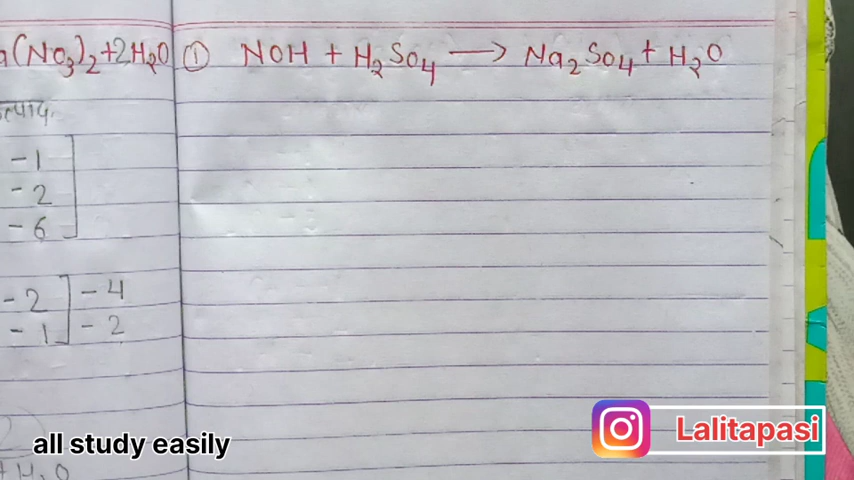 a(NO3)2+2H2O
① NOH + H2SO4 → Na2SO4 + H2O
-1
-2
-6
-2 ] -4
-1 ] -2
+ H2O
all study easily
Lalitapasi